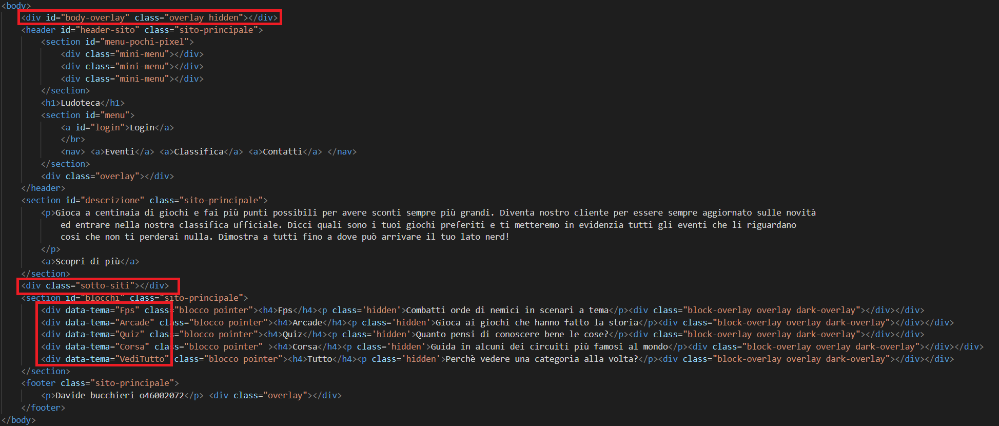 <body>
<div id="body-overlay" class="overlay hidden"></div>
<header id="header-sito" class="sito-principale">
<section id="menu-pochi-pixel">
<div class="mini-menu"></div>
<div class="mini-menu"></div>
<div class="mini-menu"></div>
</section>
<h1>Ludoteca</h1>
<section id="menu">
<a id="login">Login</a>
</br>
<nav> <a>Eventi</a> <a>Classifica</a> <a>Contatti</a> </nav>
</section>
<div class="overlay"></div>
</header>
<section id="descrizione" class="sito-principale">
<p>Gioca a centinaia di giochi e fai più punti possibili per avere sconti sempre più grandi. Diventa nostro cliente per essere sempre aggiornato sulle novità
ed entrare nella nostra classifica ufficiale. Dicci quali sono i tuoi giochi preferiti e ti metteremo in evidenzia tutti gli eventi che li riguardano
cosi che non ti perderai nulla. Dimostra a tutti fino a dove può arrivare il tuo lato nerd!
</p>
<a>Scopri di più</a>
</section>
<div class="sotto-siti"></div>
<section id="blocchi" class="sito-principale">
<div data-tema="Fps" class="blocco pointer"><h4>Fps</h4><p class='hidden'>Combatti orde di nemici in scenari a tema</p><div class="block-overlay overlay dark-overlay"></div></div>
<div data-tema="Arcade" class="blocco pointer"><h4>Arcade</h4><p class='hidden'>Gioca ai giochi che hanno fatto la storia</p><div class="block-overlay overlay dark-overlay"></div></div>
<div data-tema="Quiz" class="blocco pointer"><h4>Quiz</h4><p class='hidden'>Quanto pensi di conoscere bene le cose?</p><div class="block-overlay overlay dark-overlay"></div></div>
<div data-tema="Corsa" class="blocco pointer" ><h4>Corsa</h4><p class='hidden'>Guida in alcuni dei circuiti più famosi al mondo</p><div class="block-overlay overlay dark-overlay"></div></div>
<div data-tema="VediTutto" class="blocco pointer"><h4>Tutto</h4><p class='hidden'>Perchè vedere una categoria alla volta?</p><div class="block-overlay overlay dark-overlay"></div></div>
</section>
<footer class="sito-principale">
<p>Davide bucchieri o46002072</p> <div class="overlay"></div>
</footer>
</body>